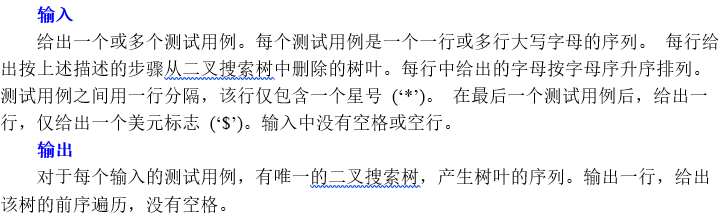 输入
给出一个或多个测试用例。每个测试用例是一个一行或多行大写字母的序列。 每行给
出按上述描述的步骤从二叉搜索树中删除的树叶。每行中给出的字母按字母序升序排列。
测试用例之间用一行分隔，该行仅包含一个星号 (‘*’)。 在最后一个测试用例后，给出一
行，仅给出一个美元标志 (‘$’)。输入中没有空格或空行。
输出
对于每个输入的测试用例，有唯一的二叉搜索树，产生树叶的序列。输出一行，给出
该树的前序遍历，没有空格。